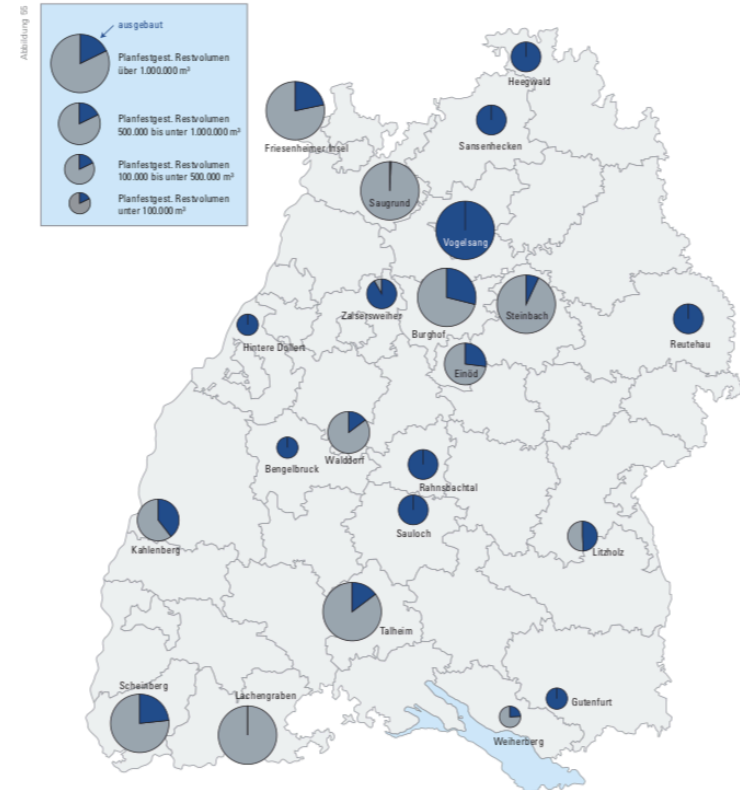 Abbildung 55
ausgebaut
Planfestgest. Restvolumen
über 1.000.000 m³
Planfestgest. Restvolumen
500.000 bis unter 1.000.000 m³
Planfestgest. Restvolumen
100.000 bis unter 500.000 m³
Planfestgest. Restvolumen
unter 100.000 m³
Heegwald
Friesenheimer Insel
Sansenhecken
Saugrund
Vogelsang
Zaisersweiher
Burghof
Steinbach
Hintere Dollert
Reutehau
Einöd
Walddorf
Bengelbruck
Rahnsbachtal
Sauloch
Kahlenberg
Litzholz
Talheim
Scheinberg
Lachengraben
Gutenfurt
Weiherberg